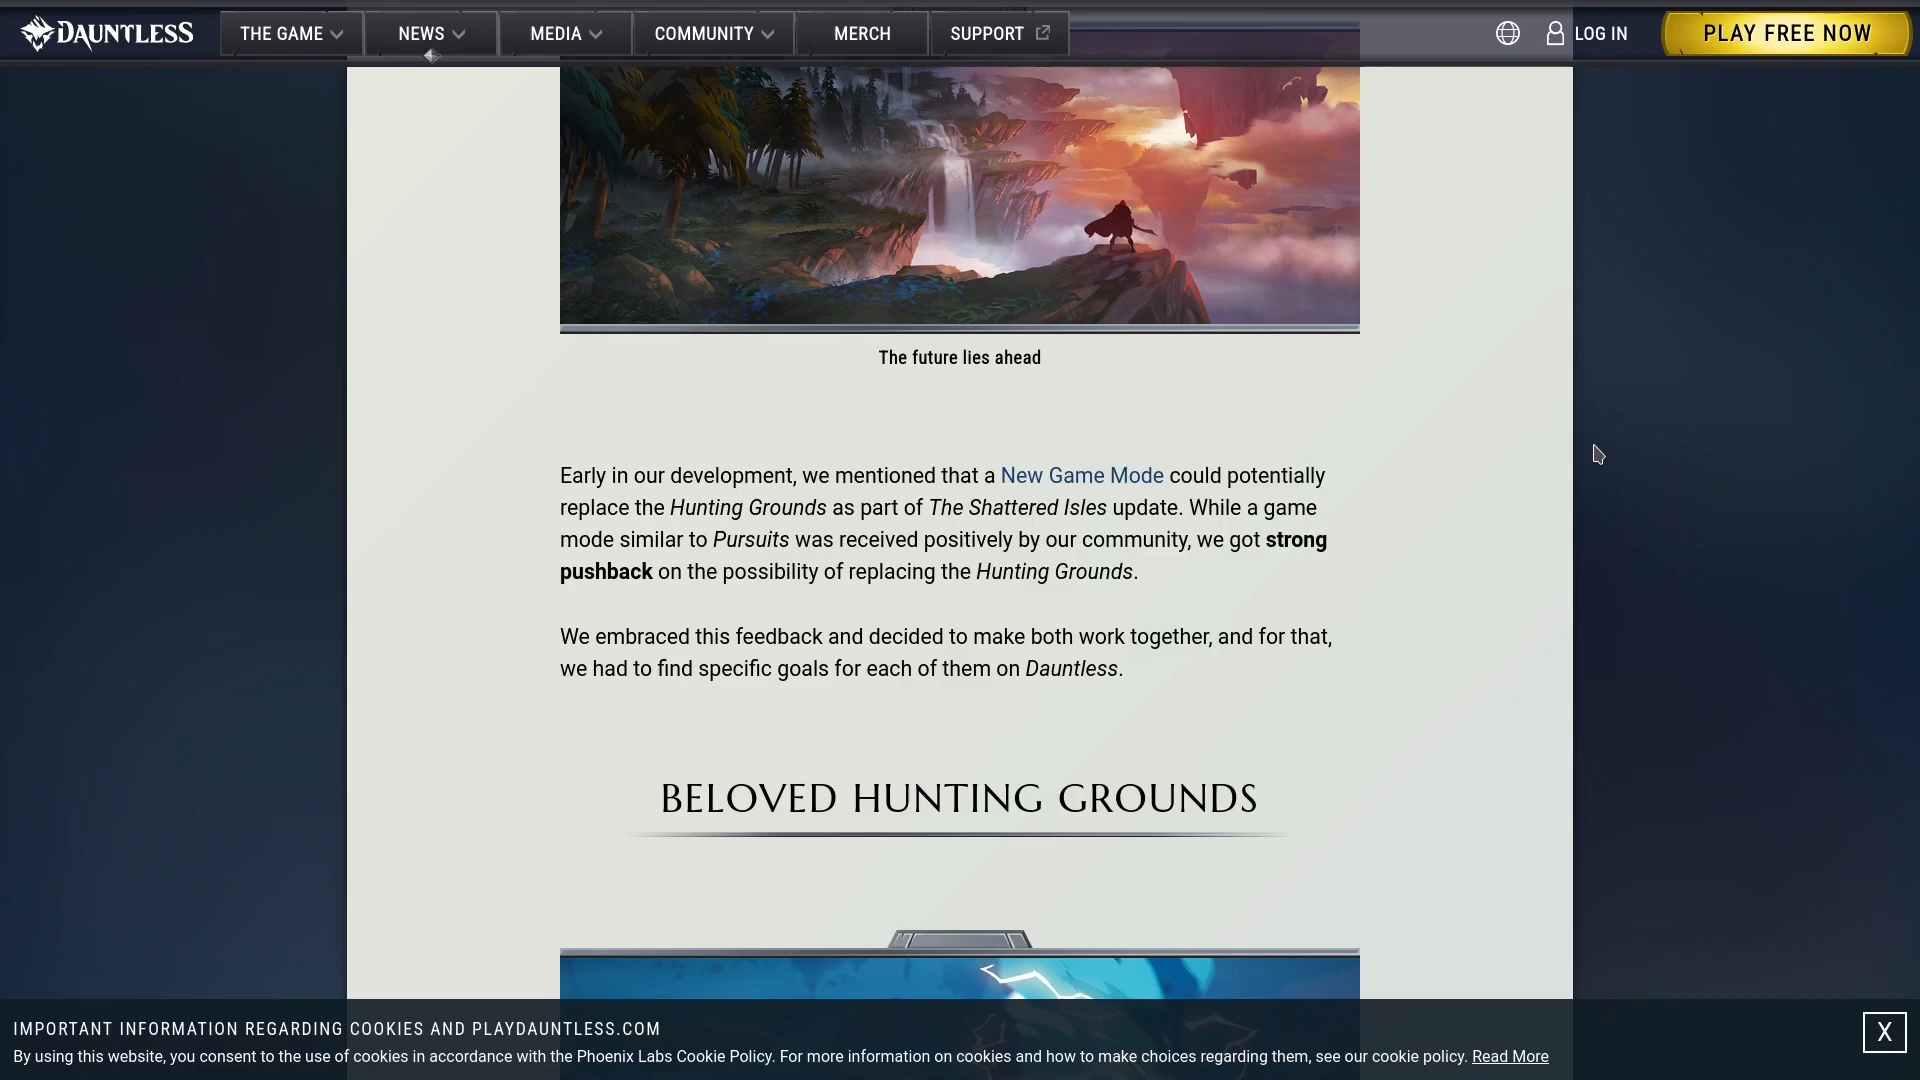 DAUNTLESS
THE GAME
NEWS
MEDIA
COMMUNITY
MERCH
SUPPORT
LOG IN
PLAY FREE NOW
The future lies ahead
Early in our development, we mentioned that a New Game Mode could potentially
replace the Hunting Grounds as part of The Shattered Isles update. While a game
mode similar to Pursuits was received positively by our community, we got strong
pushback on the possibility of replacing the Hunting Grounds.
We embraced this feedback and decided to make both work together, and for that,
we had to find specific goals for each of them on Dauntless.
BELOVED HUNTING GROUNDS
IMPORTANT INFORMATION REGARDING COOKIES AND PLAYDAUNTLESS.COM
By using this website, you consent to the use of cookies in accordance with the Phoenix Labs Cookie Policy. For more information on cookies and how to make choices regarding them, see our cookie policy. Read More
X